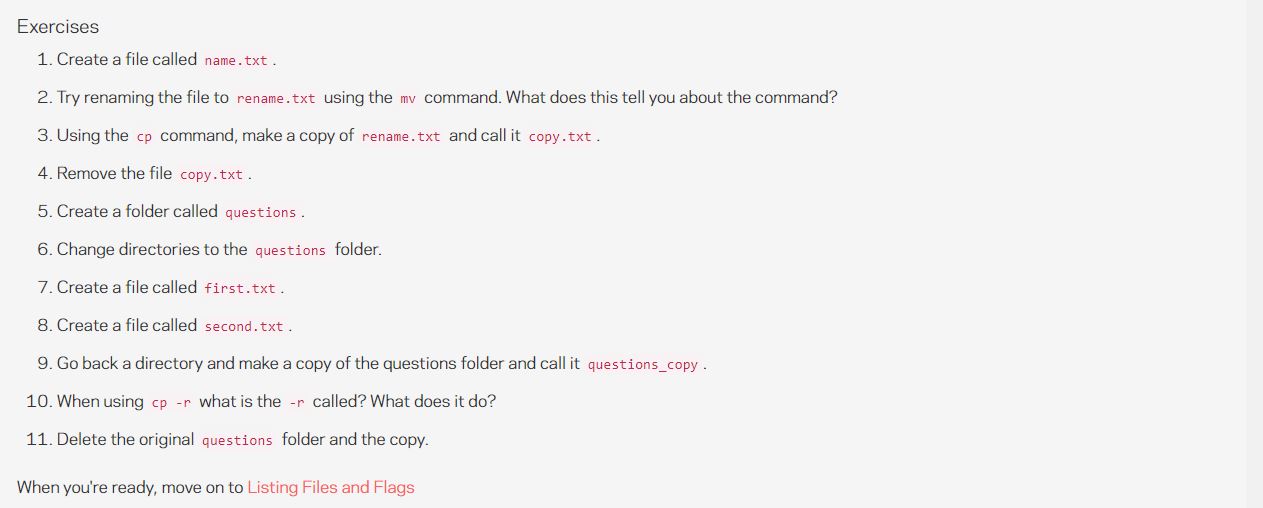 Exercises
1. Create a file called name.txt .
2. Try renaming the file to rename.txt using the mv command. What does this tell you about the command?
3. Using the cp command, make a copy of rename.txt and call it copy.txt .
4. Remove the file copy.txt .
5. Create a folder called questions .
6. Change directories to the questions folder.
7. Create a file called first.txt .
8. Create a file called second.txt .
9. Go back a directory and make a copy of the questions folder and call it questions_copy .
10. When using cp -r what is the -r called? What does it do?
11. Delete the original questions folder and the copy.
When you're ready, move on to Listing Files and Flags